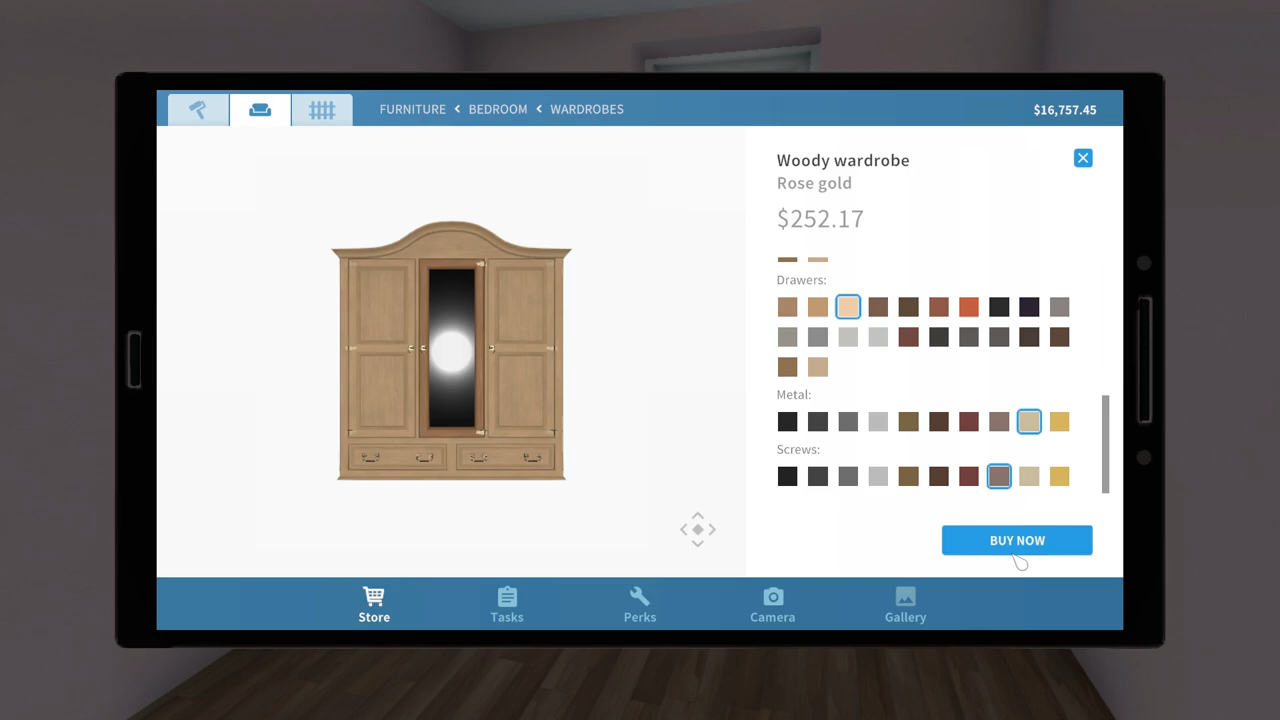 FURNITURE < BEDROOM < WARDROBES
$16,757.45
Woody wardrobe
Rose gold
$252.17
Drawers:
Metal:
Screws:
BUY NOW
Store
Tasks
Perks
Camera
Gallery